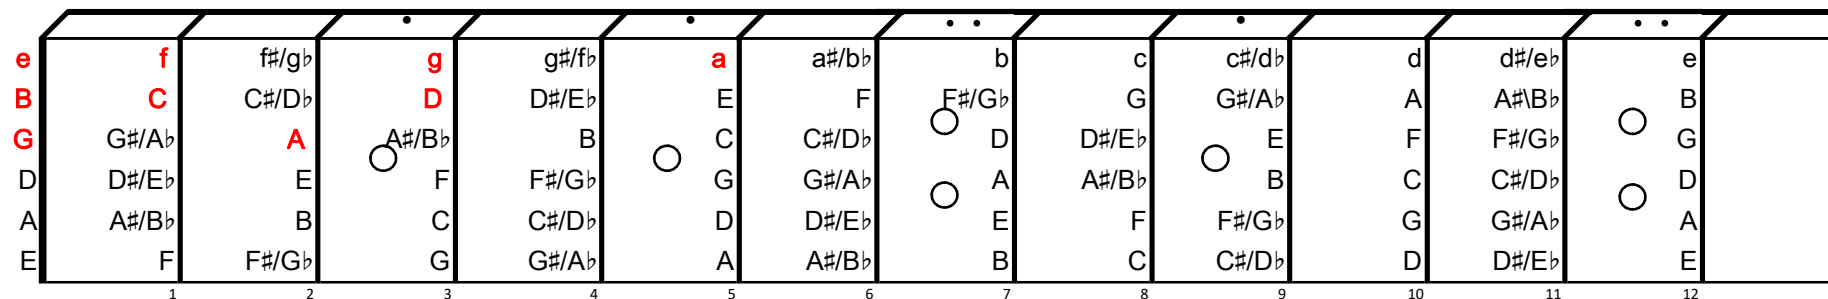 e f f♯/g♭ g g♯/f♭ a a♯/b♭ b c c♯/d♭ d d♯/e♭ e
B C C♯/D♭ D D♯/E♭ E F F♯/G♭ G G♯/A♭ A A♯\B♭ B
G G♯/A♭ A A♯/B♭ B C C♯/D♭ D D♯/E♭ E F F♯/G♭ G
D D♯/E♭ E F F♯/G♭ G G♯/A♭ A A♯/B♭ B C C♯/D♭ D
A A♯/B♭ B C C♯/D♭ D D♯/E♭ E F F♯/G♭ G G♯/A♭ A
E F F♯/G♭ G G♯/A♭ A A♯/B♭ B C C♯/D♭ D D♯/E♭ E
1 2 3 4 5 6 7 8 9 10 11 12